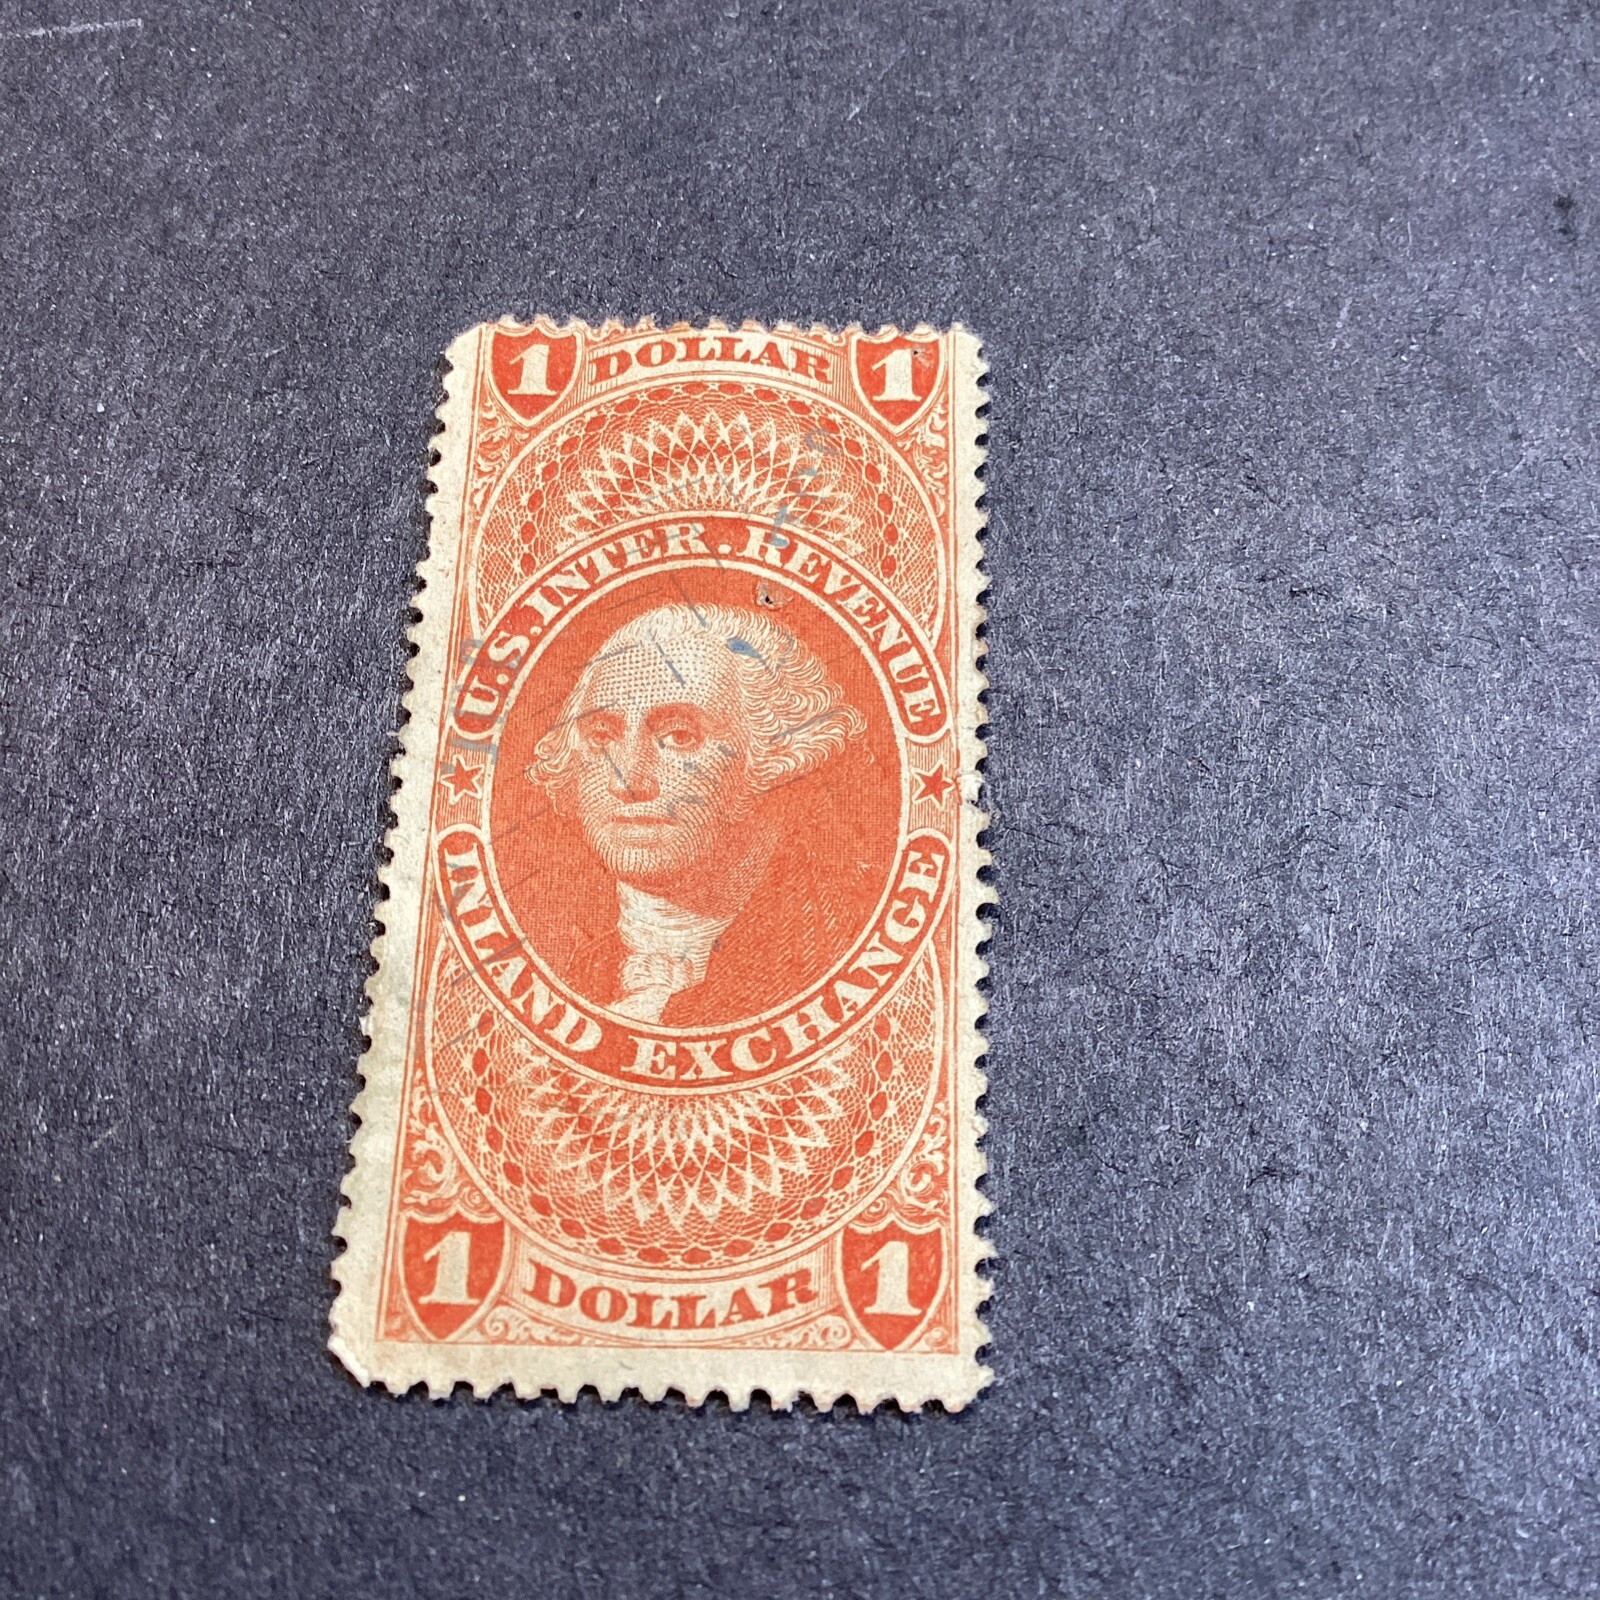 1 DOLLAR 1
U.S. INTER. REVENUE
INLAND EXCHANGE
1 DOLLAR 1